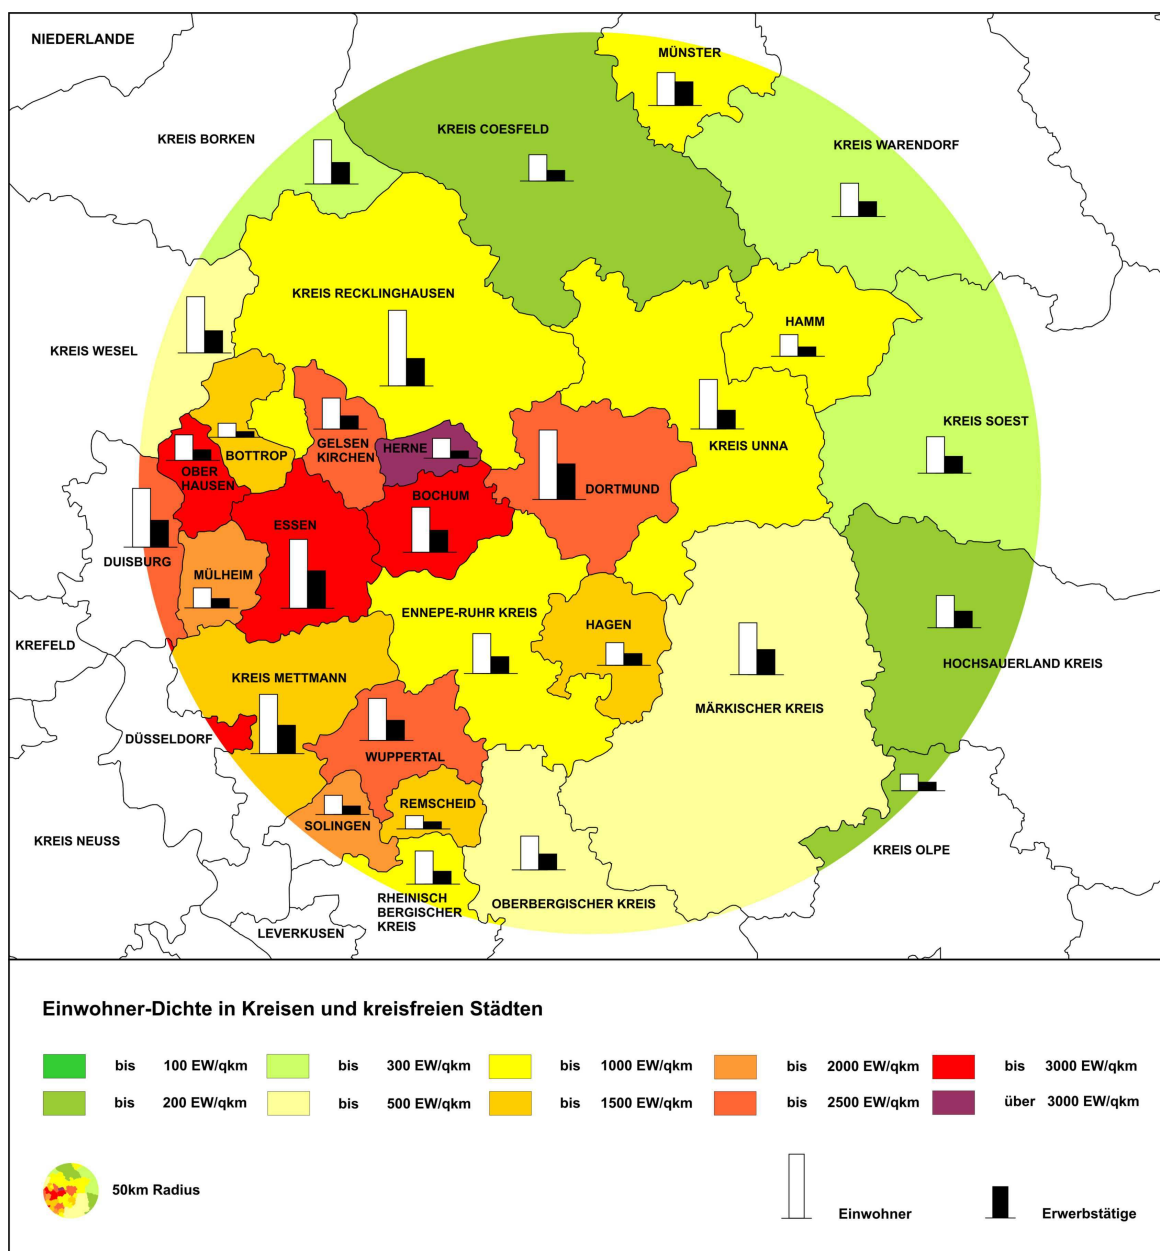 NIEDERLANDE
MÜNSTER
KREIS BORKEN
KREIS COESFELD
KREIS WARENDORF
KREIS RECKLINGHAUSEN
HAMM
KREIS WESEL
KREIS SOEST
GELSEN
KIRCHEN
HERNE
KREIS UNNA
BOTTROP
OBER
HAUSEN
BOCHUM
DORTMUND
ESSEN
DUISBURG
MÜLHEIM
ENNEPE-RUHR KREIS
HAGEN
KREFELD
KREIS METTMANN
HOCHSAUERLAND KREIS
MÄRKISCHER KREIS
DÜSSELDORF
WUPPERTAL
REMSCHEID
SOLINGEN
KREIS NEUSS
KREIS OLPE
RHEINISCH
BERGISCHER
KREIS
OBERBERGISCHER KREIS
LEVERKUSEN
Einwohner-Dichte in Kreisen und kreisfreien Städten
bis 100 EW/qkm bis 300 EW/qkm bis 1000 EW/qkm bis 2000 EW/qkm bis 3000 EW/qkm
bis 200 EW/qkm bis 500 EW/qkm bis 1500 EW/qkm bis 2500 EW/qkm über 3000 EW/qkm
50km Radius
Einwohner
Erwerbstätige